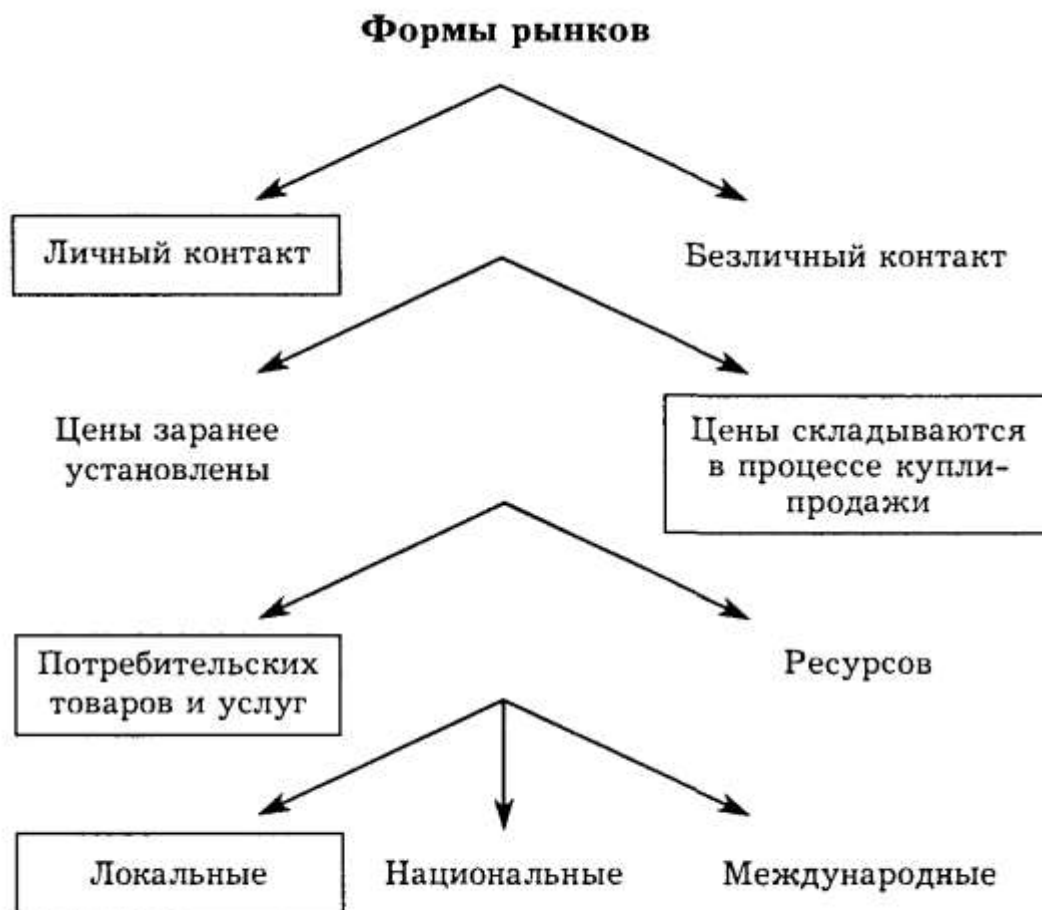 Формы рынков
Личный контакт
Безличный контакт
Цены заранее
установлены
Цены складываются
в процессе купли-
продажи
Потребительских
товаров и услуг
Ресурсов
Локальные
Национальные
Международные